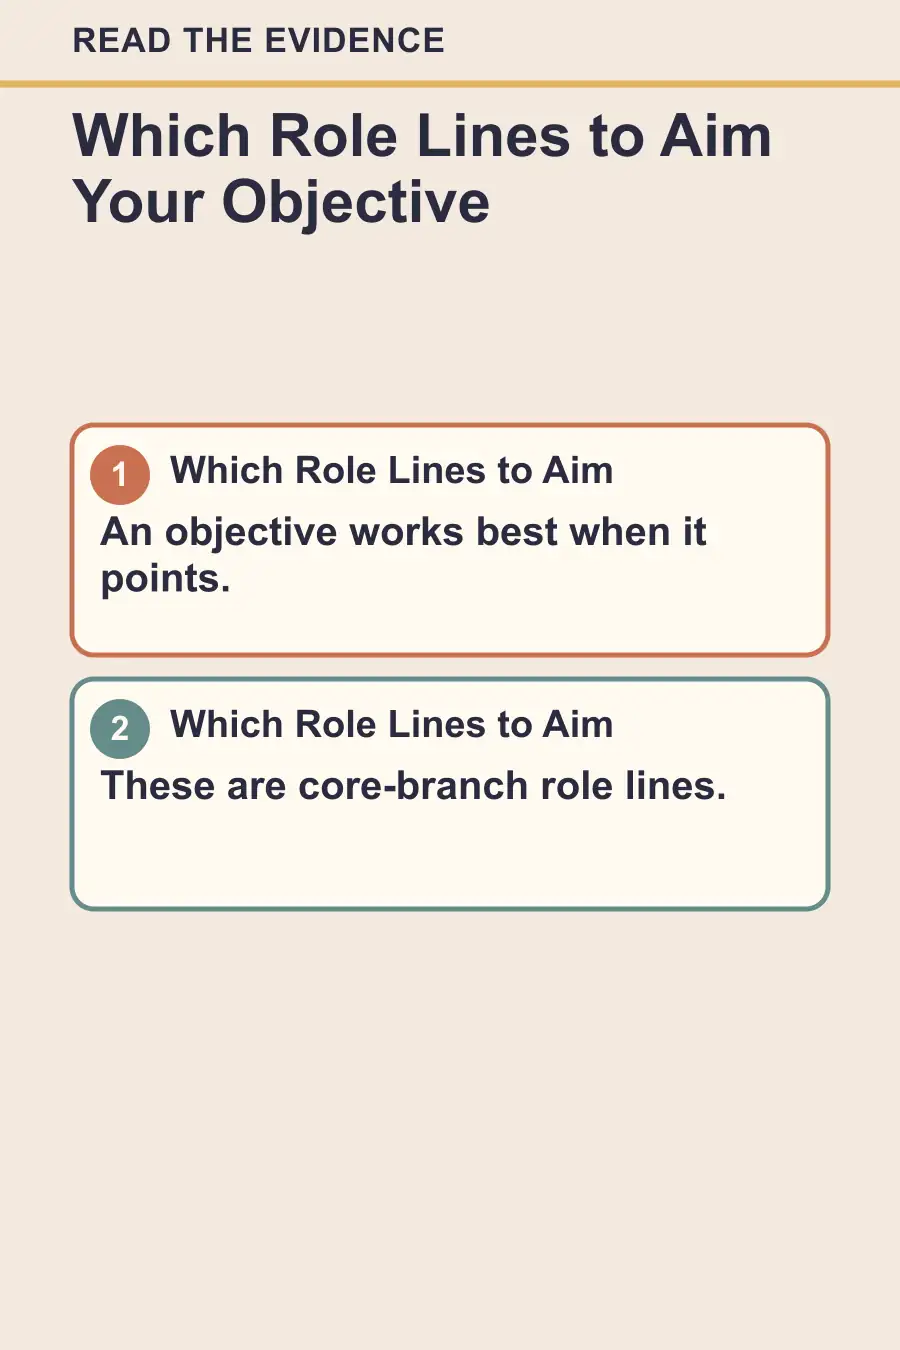 READ THE EVIDENCE
Which Role Lines to Aim
Your Objective
1
Which Role Lines to Aim
An objective works best when it
points.
2
Which Role Lines to Aim
These are core-branch role lines.